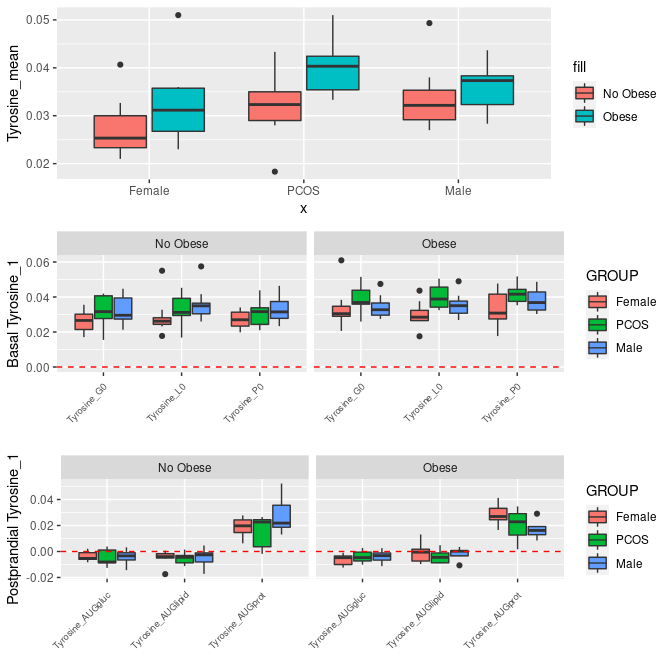 Tyrosine_mean
0.05
0.04
0.03
0.02
Female PCOS Male
x
fill
No Obese
Obese
No Obese Obese
Basal Tyrosine_1
0.06
0.04
0.02
0.00
Tyrosine_G0 Tyrosine_L0 Tyrosine_P0 Tyrosine_G0 Tyrosine_L0 Tyrosine_P0
GROUP
Female
PCOS
Male
No Obese Obese
Postprandial Tyrosine_1
0.04
0.02
0.00
-0.02
Tyrosine_AUGgluc Tyrosine_AUGlipid Tyrosine_AUGprot Tyrosine_AUGgluc Tyrosine_AUGlipid Tyrosine_AUGprot
GROUP
Female
PCOS
Male